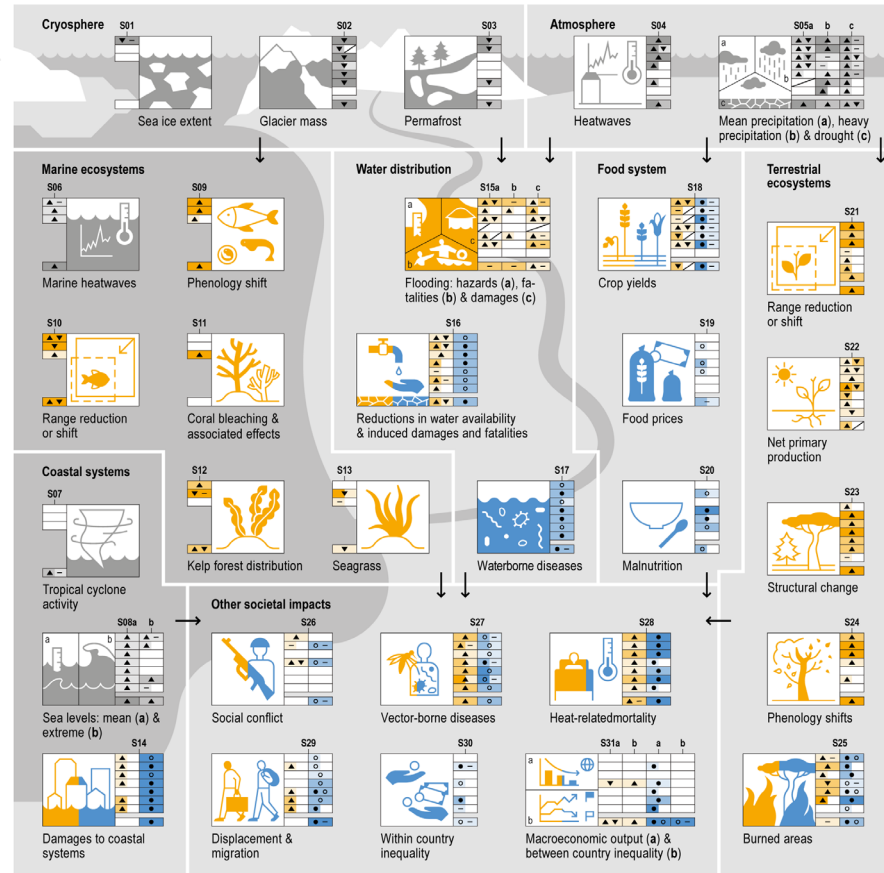 Cryosphere
S01
Sea ice extent
S02
Glacier mass
S03
Permafrost
Atmosphere
S04
Heatwaves
S05a b c
a
b
c
Mean precipitation (a), heavy
precipitation (b) & drought (c)
Marine ecosystems
S06
Marine heatwaves
S09
Phenology shift
S10
Range reduction
or shift
S11
Coral bleaching &
associated effects
Water distribution
S15a b c
a
c
b
Flooding: hazards (a), fa-
talities (b) & damages (c)
S16
Reductions in water availability
& induced damages and fatalities
Food system
S18
Crop yields
S19
Food prices
Terrestrial
ecosystems
S21
Range reduction
or shift
S22
Net primary
production
Coastal systems
S07
Tropical cyclone
activity
S12
Kelp forest distribution
S13
Seagrass
S17
Waterborne diseases
S20
Malnutrition
S23
Structural change
S08a b
a
b
Sea levels: mean (a) &
extreme (b)
S14
Damages to coastal
systems
Other societal impacts
S26
Social conflict
S27
Vector-borne diseases
S28
Heat-relatedmortality
S24
Phenology shifts
S29
Displacement &
migration
S30
Within country
inequality
S31a b a b
a
b
Macroeconomic output (a) &
between country inequality (b)
S25
Burned areas